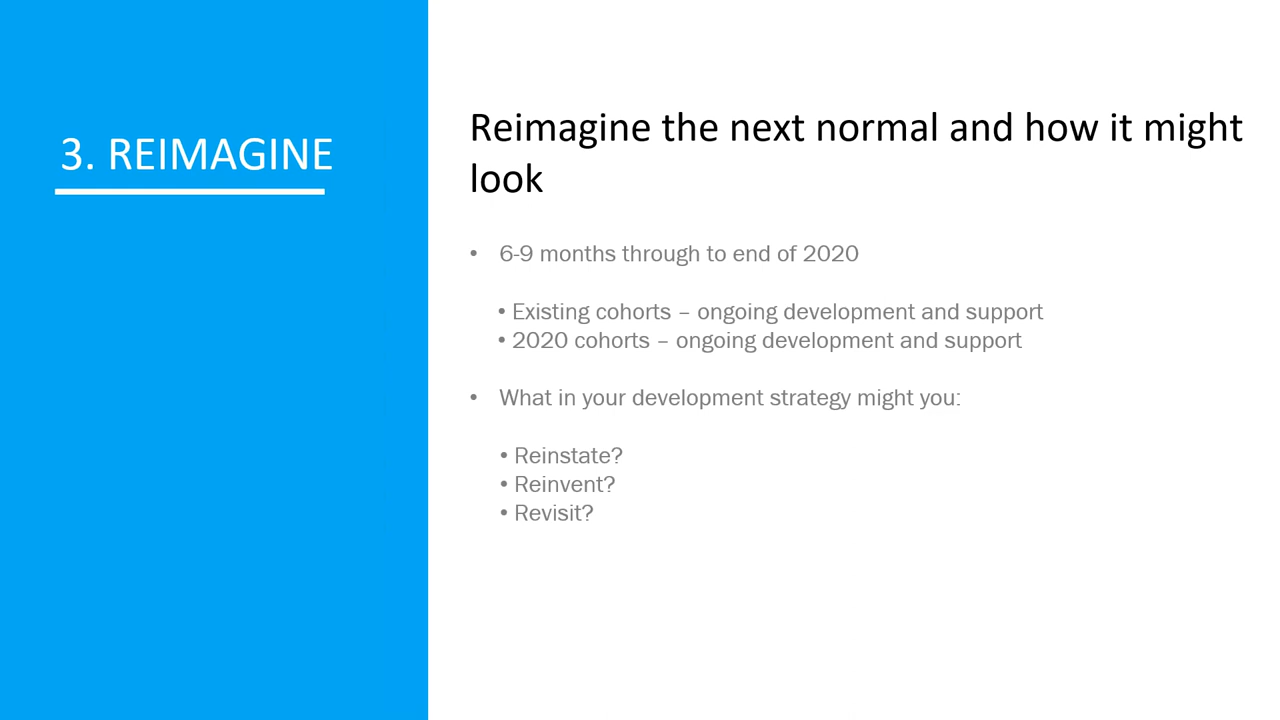 3. REIMAGINE
Reimagine the next normal and how it might
look
• 6-9 months through to end of 2020
• Existing cohorts – ongoing development and support
• 2020 cohorts – ongoing development and support
• What in your development strategy might you:
• Reinstate?
• Reinvent?
• Revisit?